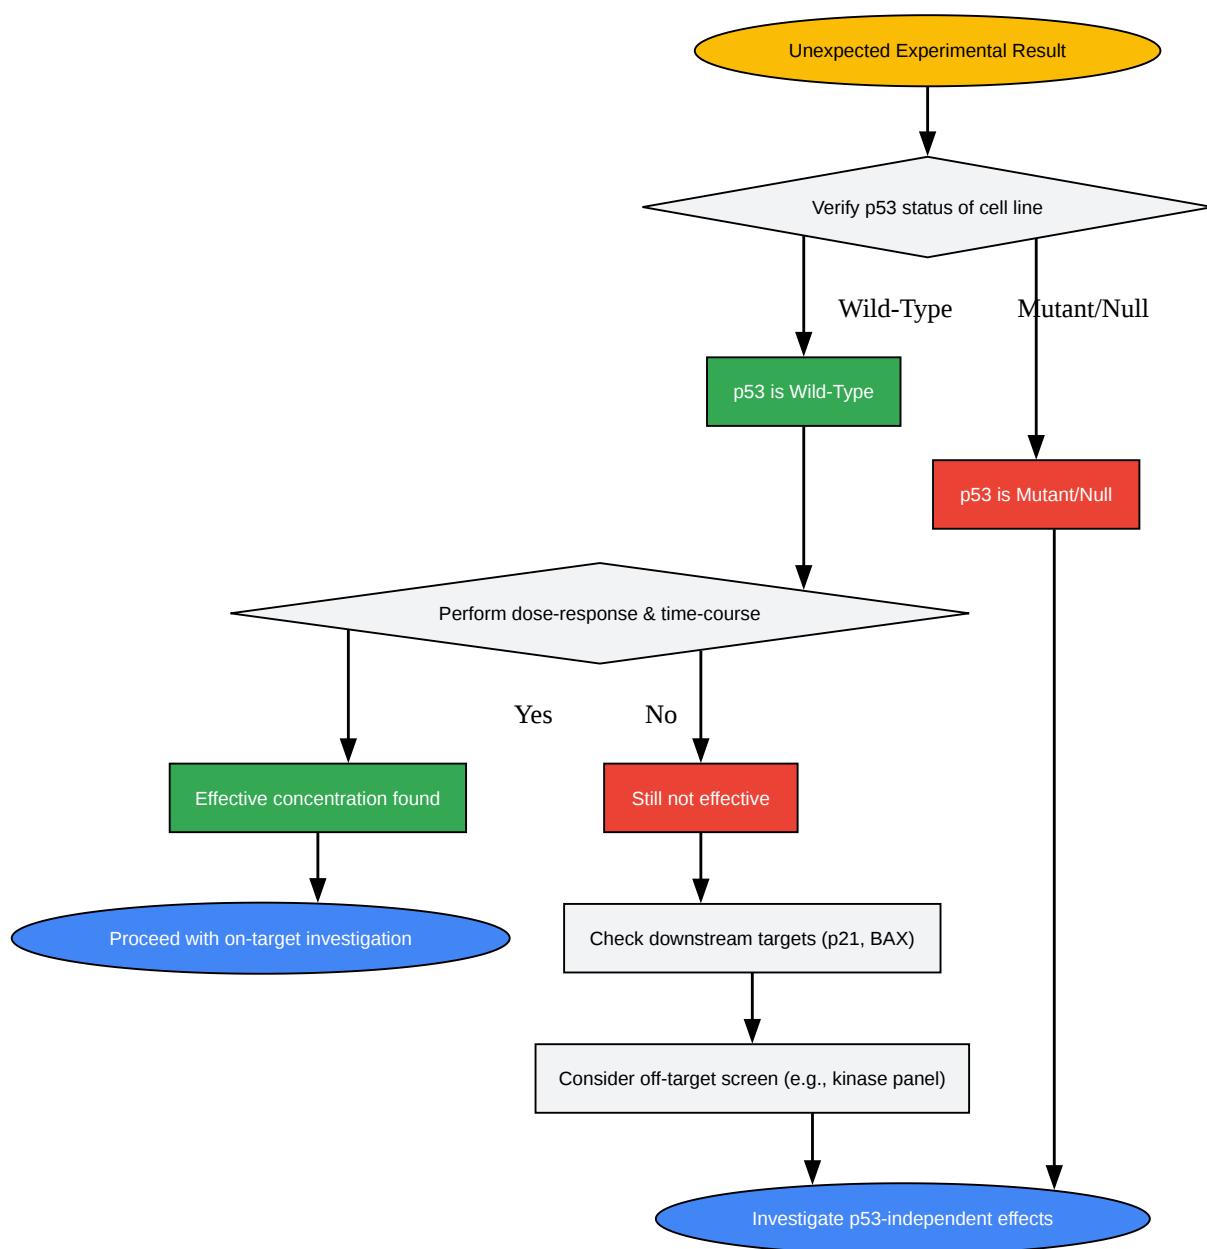 Unexpected Experimental Result
Verify p53 status of cell line
Wild-Type
Mutant/Null
p53 is Wild-Type
p53 is Mutant/Null
Perform dose-response & time-course
Yes
No
Effective concentration found
Still not effective
Proceed with on-target investigation
Check downstream targets (p21, BAX)
Consider off-target screen (e.g., kinase panel)
Investigate p53-independent effects